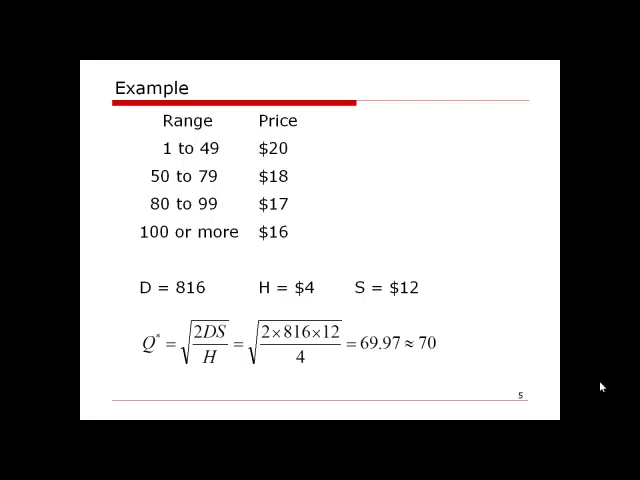 Example
Range Price
1 to 49 $20
50 to 79 $18
80 to 99 $17
100 or more $16
D = 816 H = $4 S = $12
Q* = √(2DS/H) = √(2×816×12/4) = 69.97 ≈ 70
5